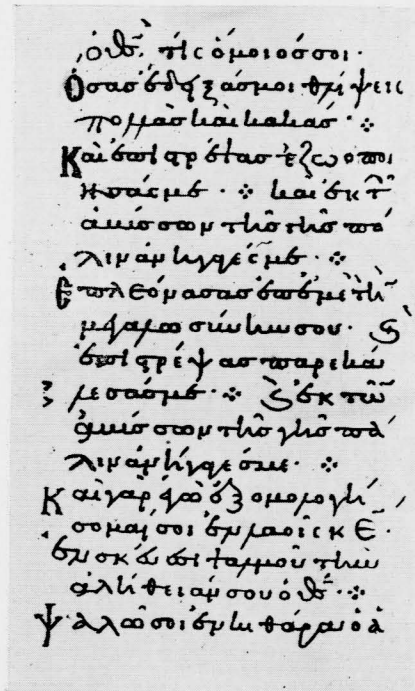 ὁ θς· τίς ὅμοιός σοι·
Ὅσας ἔδειξάς μοι θλίψεις
πολλὰς καὶ κακάς·
Καὶ ἐπιστρέψας ἐζωοποί
ησάς με· καὶ ἐκ τῶν
ἀβύσσων τῆς γῆς πά
λιν ἀνήγαγές με·
Ἐπλεόνασας ἐπ' ἐμὲ τὴν
μεγαλωσύνην σου· καὶ
ἐπιστρέψας παρεκά
λεσάς με· καὶ ἐκ τῶν
ἀβύσσων τῆς γῆς πά
λιν ἀνήγαγές με·
Καὶ γὰρ ἐγὼ ἐξομολογή
σομαί σοι ἐν λαοῖς κε·
ἐν σκεύει ψαλμοῦ τὴν
ἀλήθειάν σου ὁ θς·
Ψαλῶ σοι ἐν κιθάρα ὁ ἅ